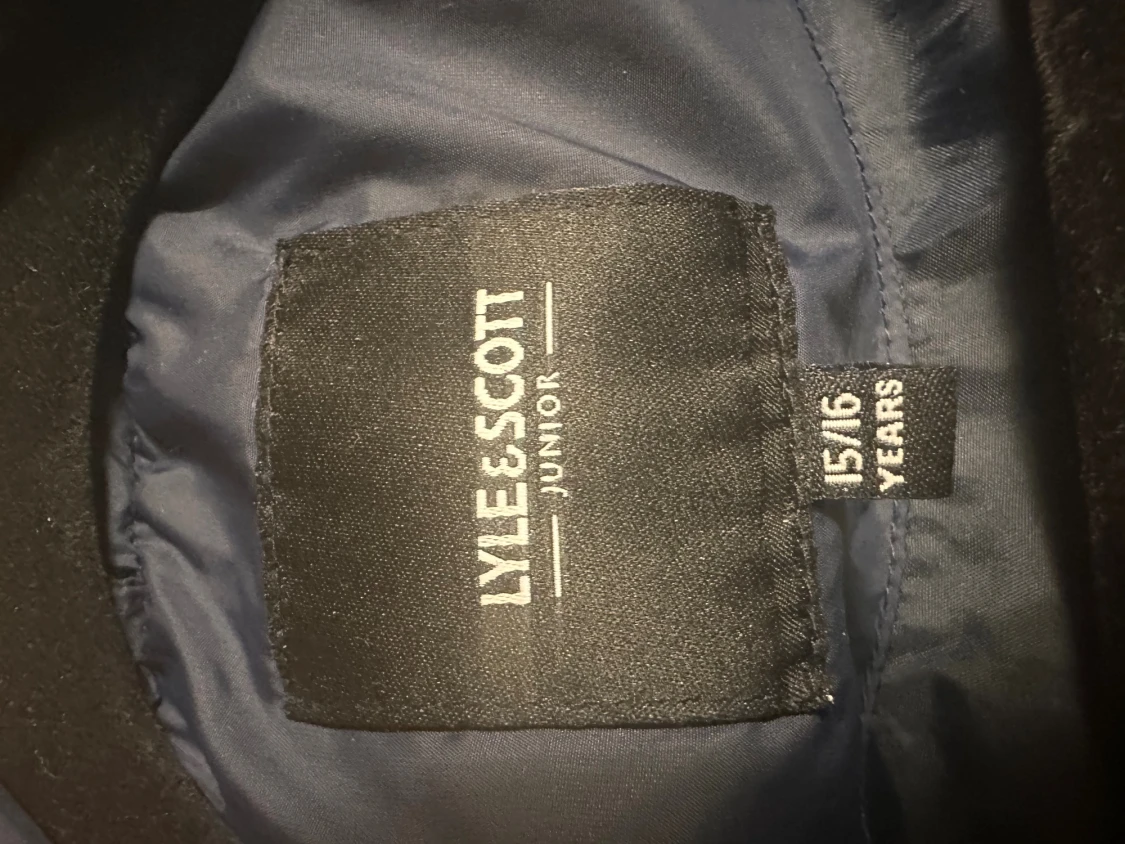 LYLE&SCOTT
JUNIOR
15/16
YEARS